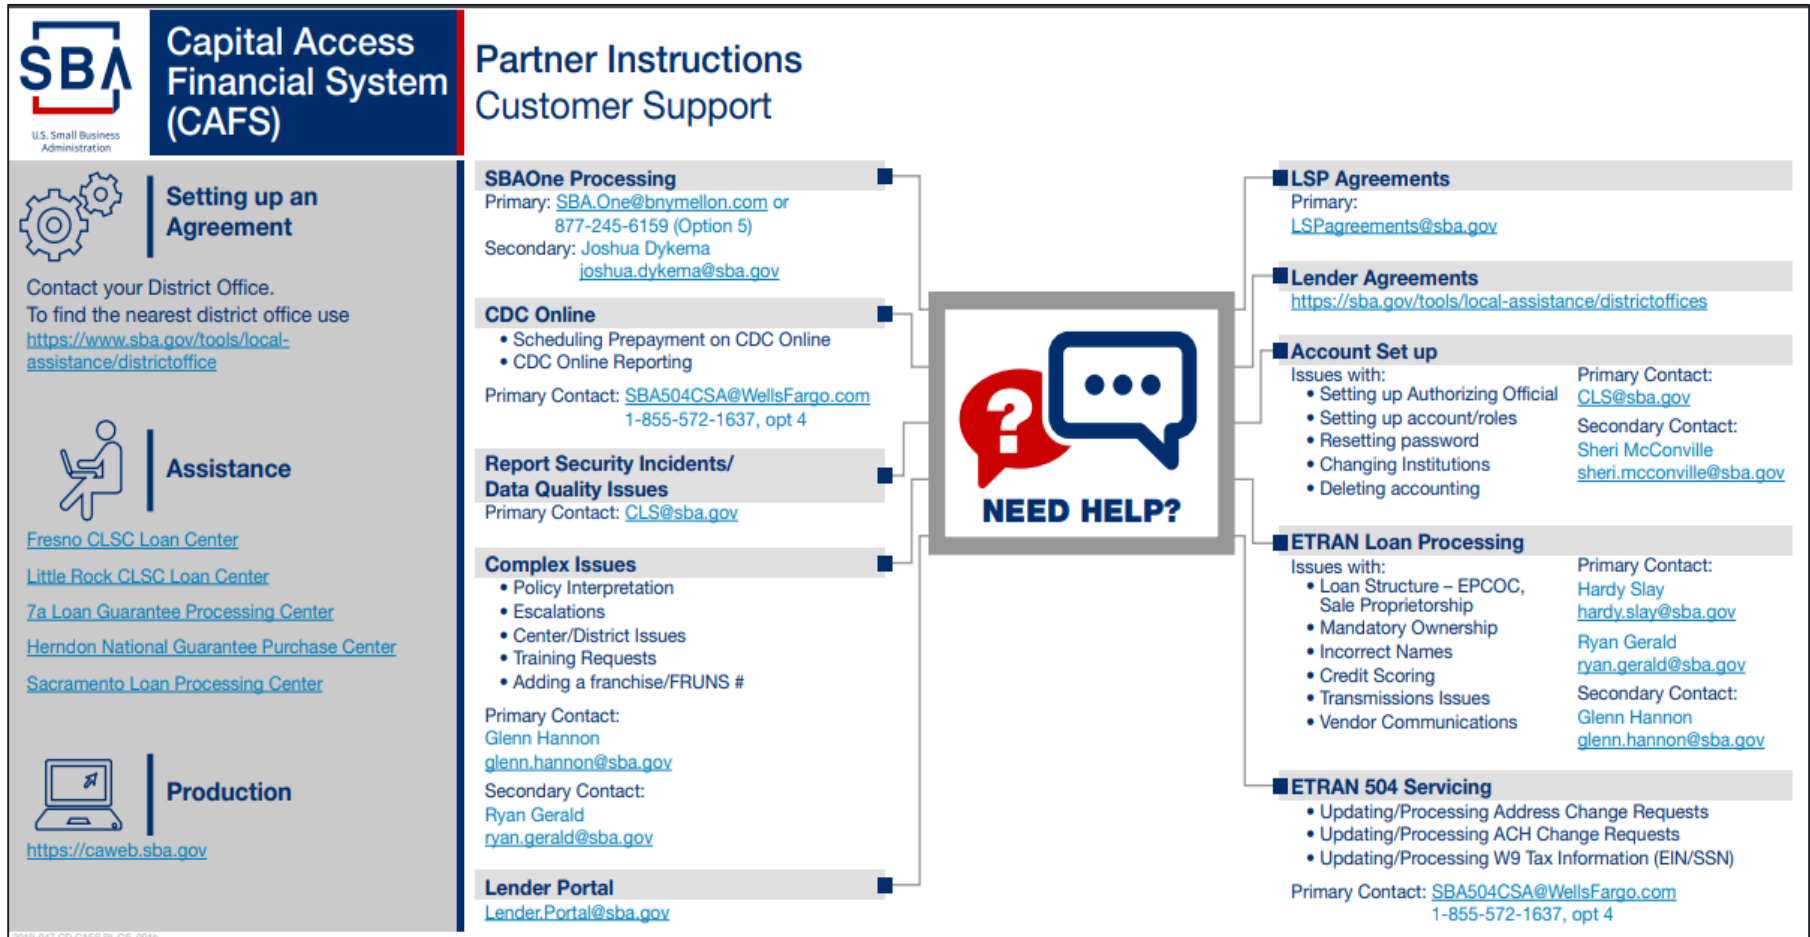 SBA
U.S. Small Business
Administration
Capital Access
Financial System
(CAFS)
Partner Instructions
Customer Support
Setting up an
Agreement
Contact your District Office.
To find the nearest district office use
https://www.sba.gov/tools/local-
assistance/districtoffice
Assistance
Fresno CLSC Loan Center
Little Rock CLSC Loan Center
7a Loan Guarantee Processing Center
Herndon National Guarantee Purchase Center
Sacramento Loan Processing Center
Production
https://caweb.sba.gov
SBAOne Processing
Primary: SBA.One@bnymellon.com or
877-245-6159 (Option 5)
Secondary: Joshua Dykema
joshua.dykema@sba.gov
CDC Online
• Scheduling Prepayment on CDC Online
• CDC Online Reporting
Primary Contact: SBA504CSA@WellsFargo.com
1-855-572-1637, opt 4
Report Security Incidents/
Data Quality Issues
Primary Contact: CLS@sba.gov
Complex Issues
• Policy Interpretation
• Escalations
• Center/District Issues
• Training Requests
• Adding a franchise/FRUNS #
Primary Contact:
Glenn Hannon
glenn.hannon@sba.gov
Secondary Contact:
Ryan Gerald
ryan.gerald@sba.gov
Lender Portal
Lender.Portal@sba.gov
?
NEED HELP?
LSP Agreements
Primary:
LSPagreements@sba.gov
Lender Agreements
https://sba.gov/tools/local-assistance/districtoffices
Account Set up
Issues with:
• Setting up Authorizing Official
• Setting up account/roles
• Resetting password
• Changing Institutions
• Deleting accounting
Primary Contact:
CLS@sba.gov
Secondary Contact:
Sheri McConville
sheri.mcconville@sba.gov
ETRAN Loan Processing
Issues with:
• Loan Structure – EPCOC,
Sale Proprietorship
• Mandatory Ownership
• Incorrect Names
• Credit Scoring
• Transmissions Issues
• Vendor Communications
Primary Contact:
Hardy Slay
hardy.slay@sba.gov
Ryan Gerald
ryan.gerald@sba.gov
Secondary Contact:
Glenn Hannon
glenn.hannon@sba.gov
ETRAN 504 Servicing
• Updating/Processing Address Change Requests
• Updating/Processing ACH Change Requests
• Updating/Processing W9 Tax Information (EIN/SSN)
Primary Contact: SBA504CSA@WellsFargo.com
1-855-572-1637, opt 4